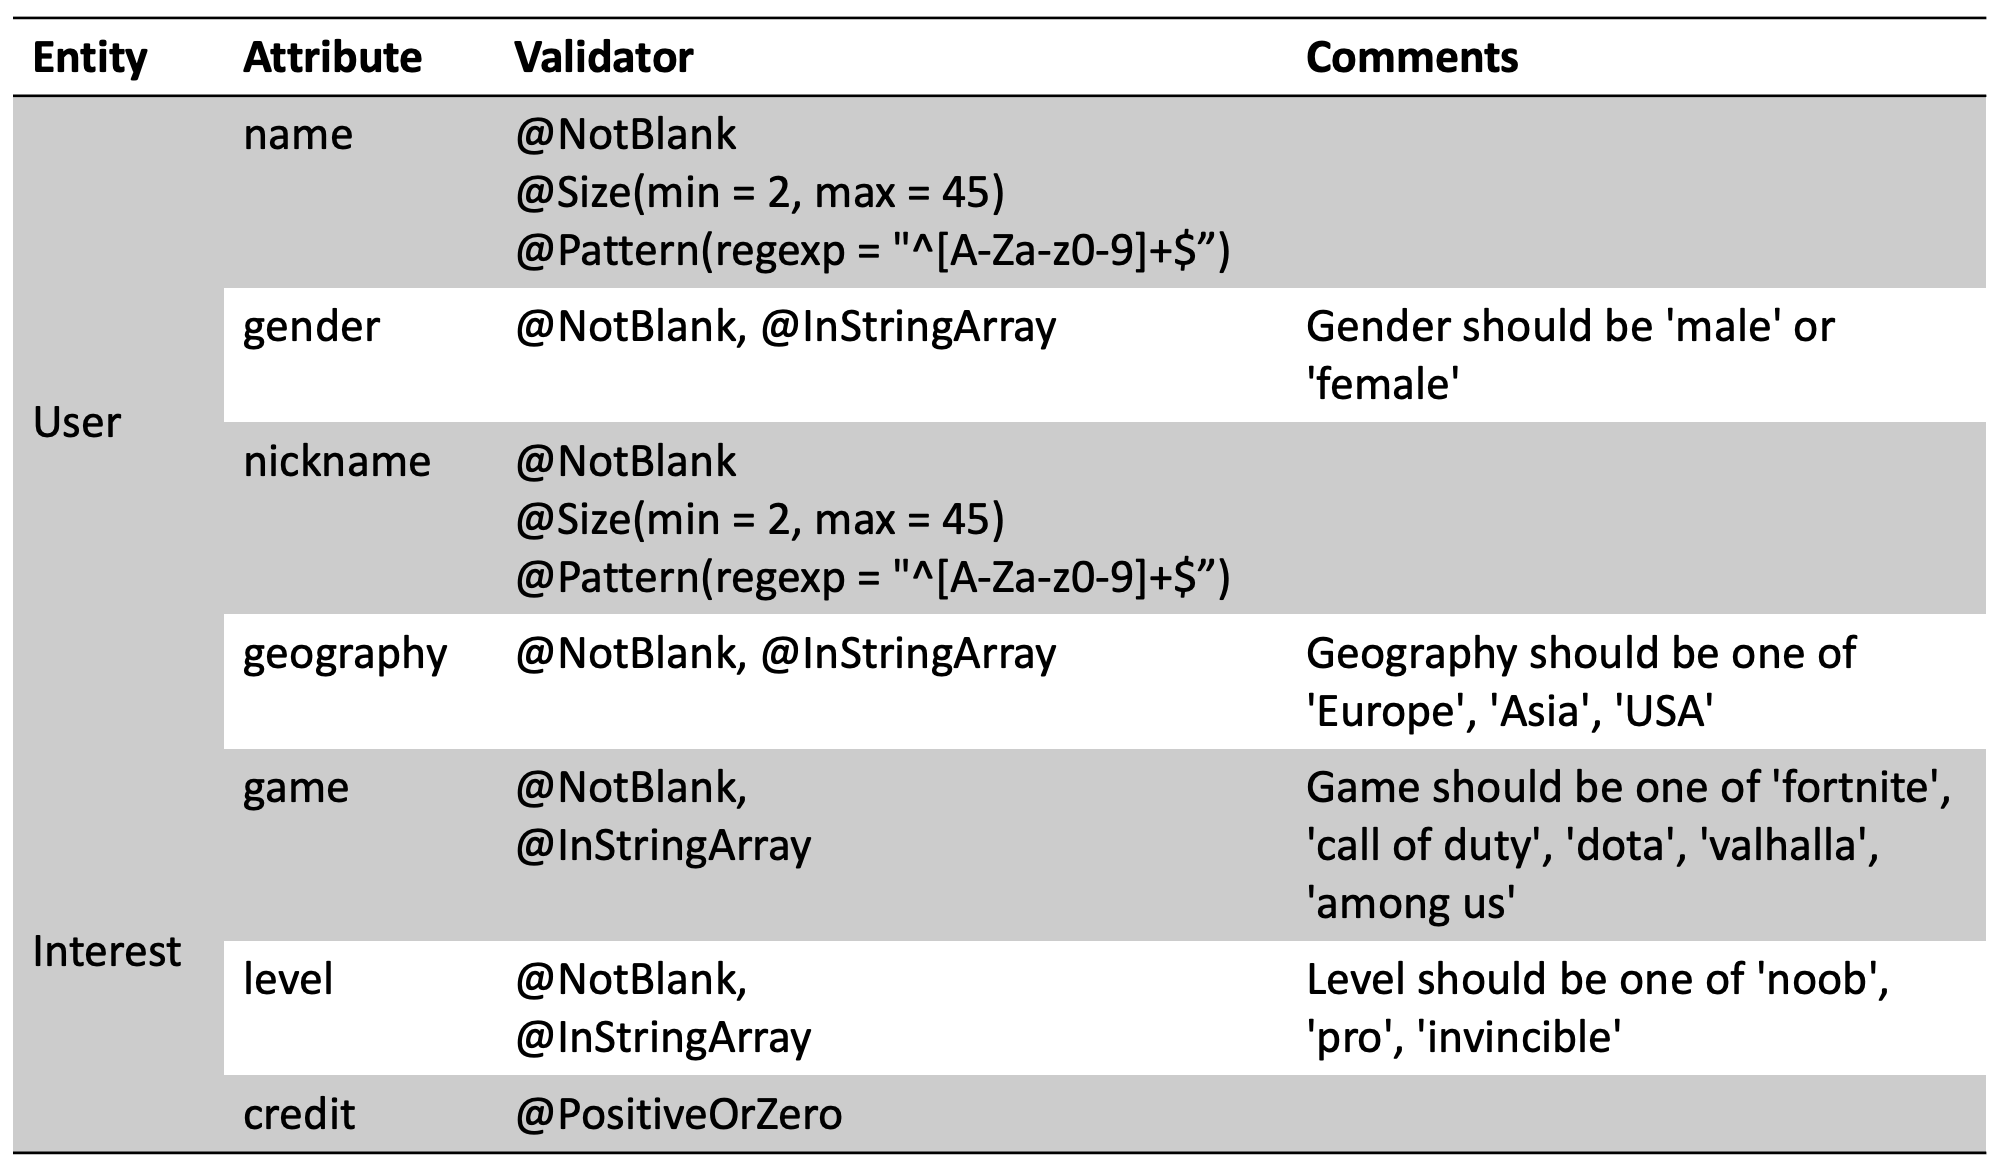 Entity Attribute Validator Comments
User
name @NotBlank
@Size(min = 2, max = 45)
@Pattern(regexp = "^[A-Za-z0-9]+$”)
gender @NotBlank, @InStringArray Gender should be 'male' or
'female'
nickname @NotBlank
@Size(min = 2, max = 45)
@Pattern(regexp = "^[A-Za-z0-9]+$”)
geography @NotBlank, @InStringArray Geography should be one of
'Europe', 'Asia', 'USA'
Interest
game @NotBlank, Game should be one of 'fortnite',
@InStringArray 'call of duty', 'dota', 'valhalla',
'among us'
level @NotBlank, Level should be one of 'noob',
@InStringArray 'pro', 'invincible'
credit @PositiveOrZero